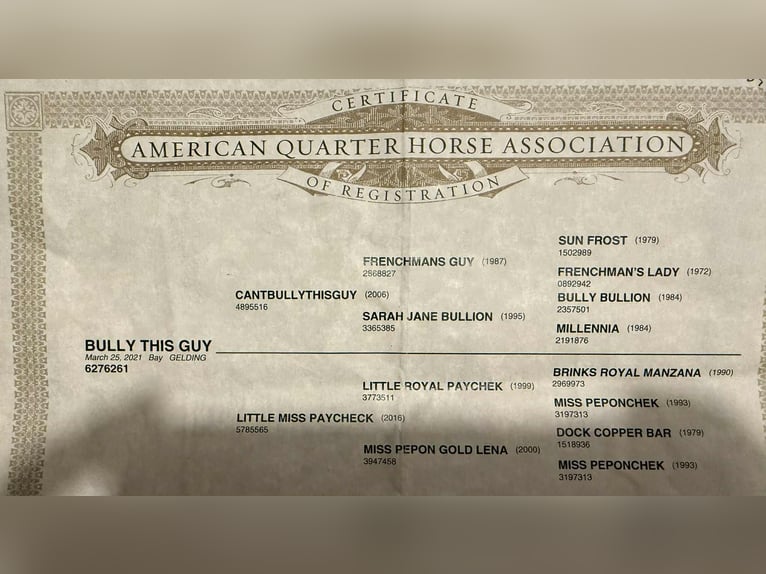 CERTIFICATE
AMERICAN QUARTER HORSE ASSOCIATION
OF REGISTRATION
SUN FROST (1979)
1502989
FRENCHMANS GUY (1987)
2868827
FRENCHMAN'S LADY (1972)
0892942
CANTBULLYTHISGUY (2006)
4895516
BULLY BULLION (1984)
2357501
SARAH JANE BULLION (1995)
3365385
MILLENNIA (1984)
2191876
BULLY THIS GUY
March 25, 2021 Bay GELDING
6276261
BRINKS ROYAL MANZANA (1990)
2969973
LITTLE ROYAL PAYCHEK (1999)
3773511
MISS PEPONCHEK (1993)
3197313
LITTLE MISS PAYCHECK (2016)
5785565
DOCK COPPER BAR (1979)
1518936
MISS PEPON GOLD LENA (2000)
3947458
MISS PEPONCHEK (1993)
3197313